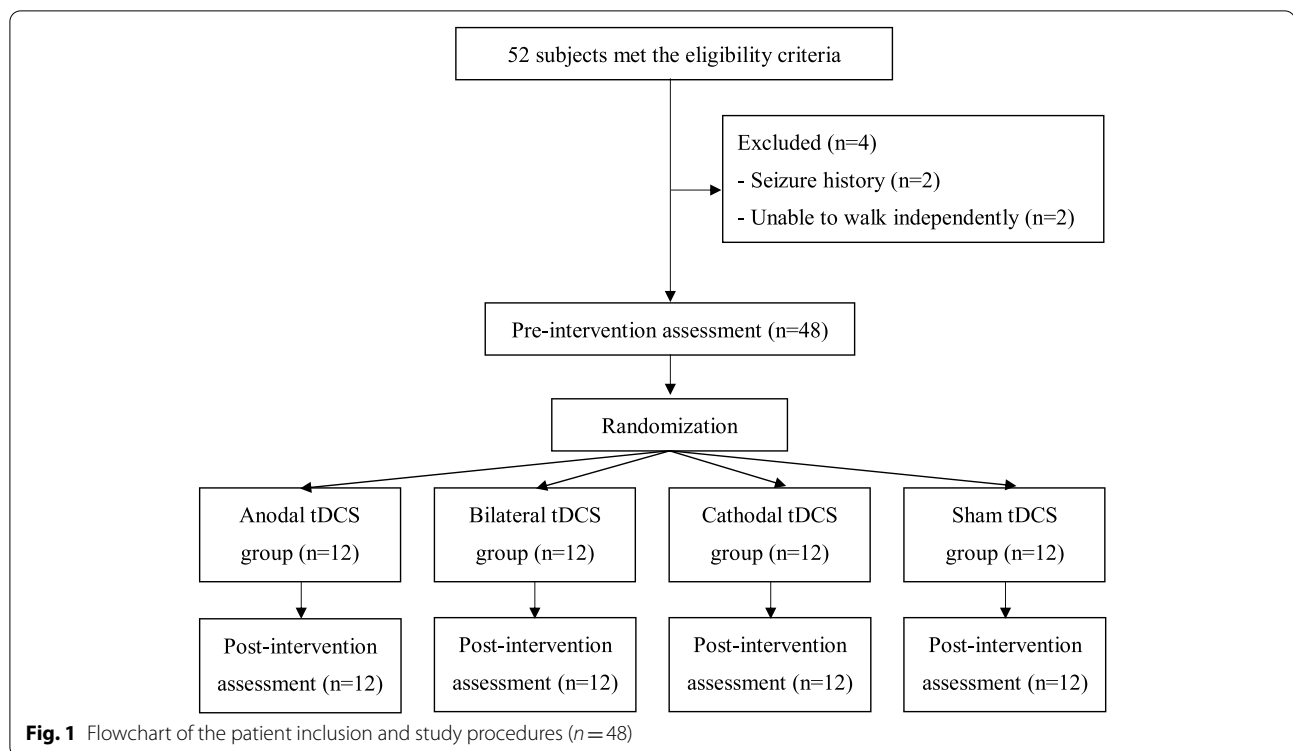 52 subjects met the eligibility criteria
Excluded (n=4)
- Seizure history (n=2)
- Unable to walk independently (n=2)
Pre-intervention assessment (n=48)
Randomization
Anodal tDCS
group (n=12)
Bilateral tDCS
group (n=12)
Cathodal tDCS
group (n=12)
Sham tDCS
group (n=12)
Post-intervention
assessment (n=12)
Post-intervention
assessment (n=12)
Post-intervention
assessment (n=12)
Post-intervention
assessment (n=12)
Fig. 1 Flowchart of the patient inclusion and study procedures (n = 48)